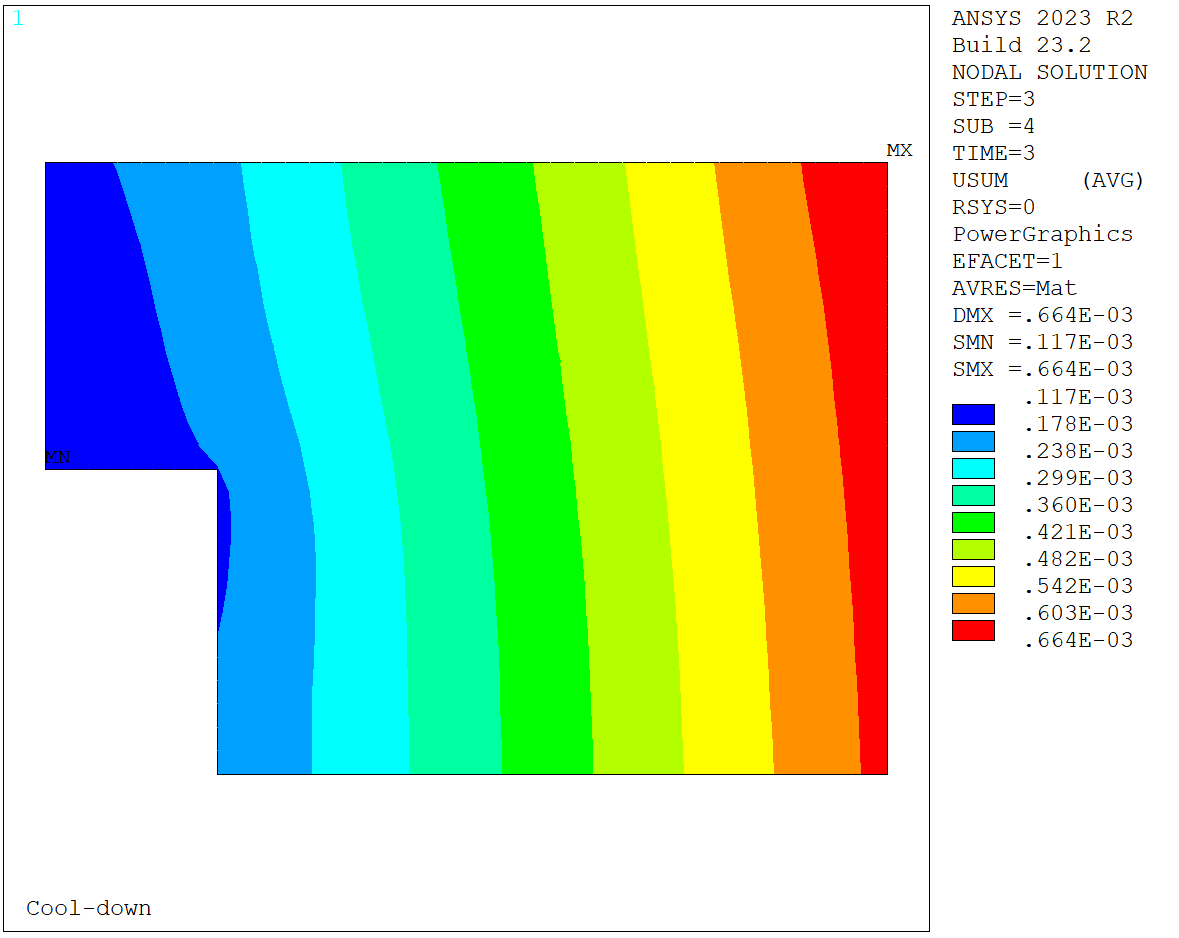 1
ANSYS 2023 R2
Build 23.2
NODAL SOLUTION
STEP=3
SUB =4
TIME=3
USUM (AVG)
RSYS=0
PowerGraphics
EFACET=1
AVRES=Mat
DMX =.664E-03
SMN =.117E-03
SMX =.664E-03
.117E-03
.178E-03
.238E-03
.299E-03
.360E-03
.421E-03
.482E-03
.542E-03
.603E-03
.664E-03
MX
MN
Cool-down